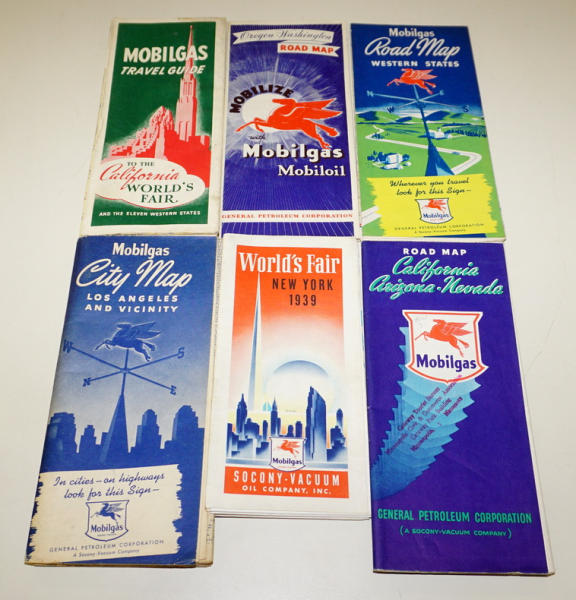 MOBILGAS
TRAVEL GUIDE
TO THE
California
WORLD'S
FAIR
AND THE ELEVEN WESTERN STATES
Oregon-Washington
ROAD MAP
MOBILIZE
with
Mobilgas
Mobiloil
GENERAL PETROLEUM CORPORATION
Mobilgas
Road Map
WESTERN STATES
W
S
N
E
Wherever you travel
look for this Sign—
Mobilgas
GENERAL PETROLEUM CORPORATION
A Socony-Vacuum Company
Mobilgas
City Map
LOS ANGELES
AND VICINITY
W
S
N
E
In cities—on highways
look for this Sign—
Mobilgas
GENERAL PETROLEUM CORPORATION
A Socony-Vacuum Company
World's Fair
NEW YORK
1939
Mobilgas
SOCONY-VACUUM
OIL COMPANY, INC.
ROAD MAP
California
Arizona-Nevada
Mobilgas
GENERAL PETROLEUM CORPORATION
(A SOCONY-VACUUM COMPANY)